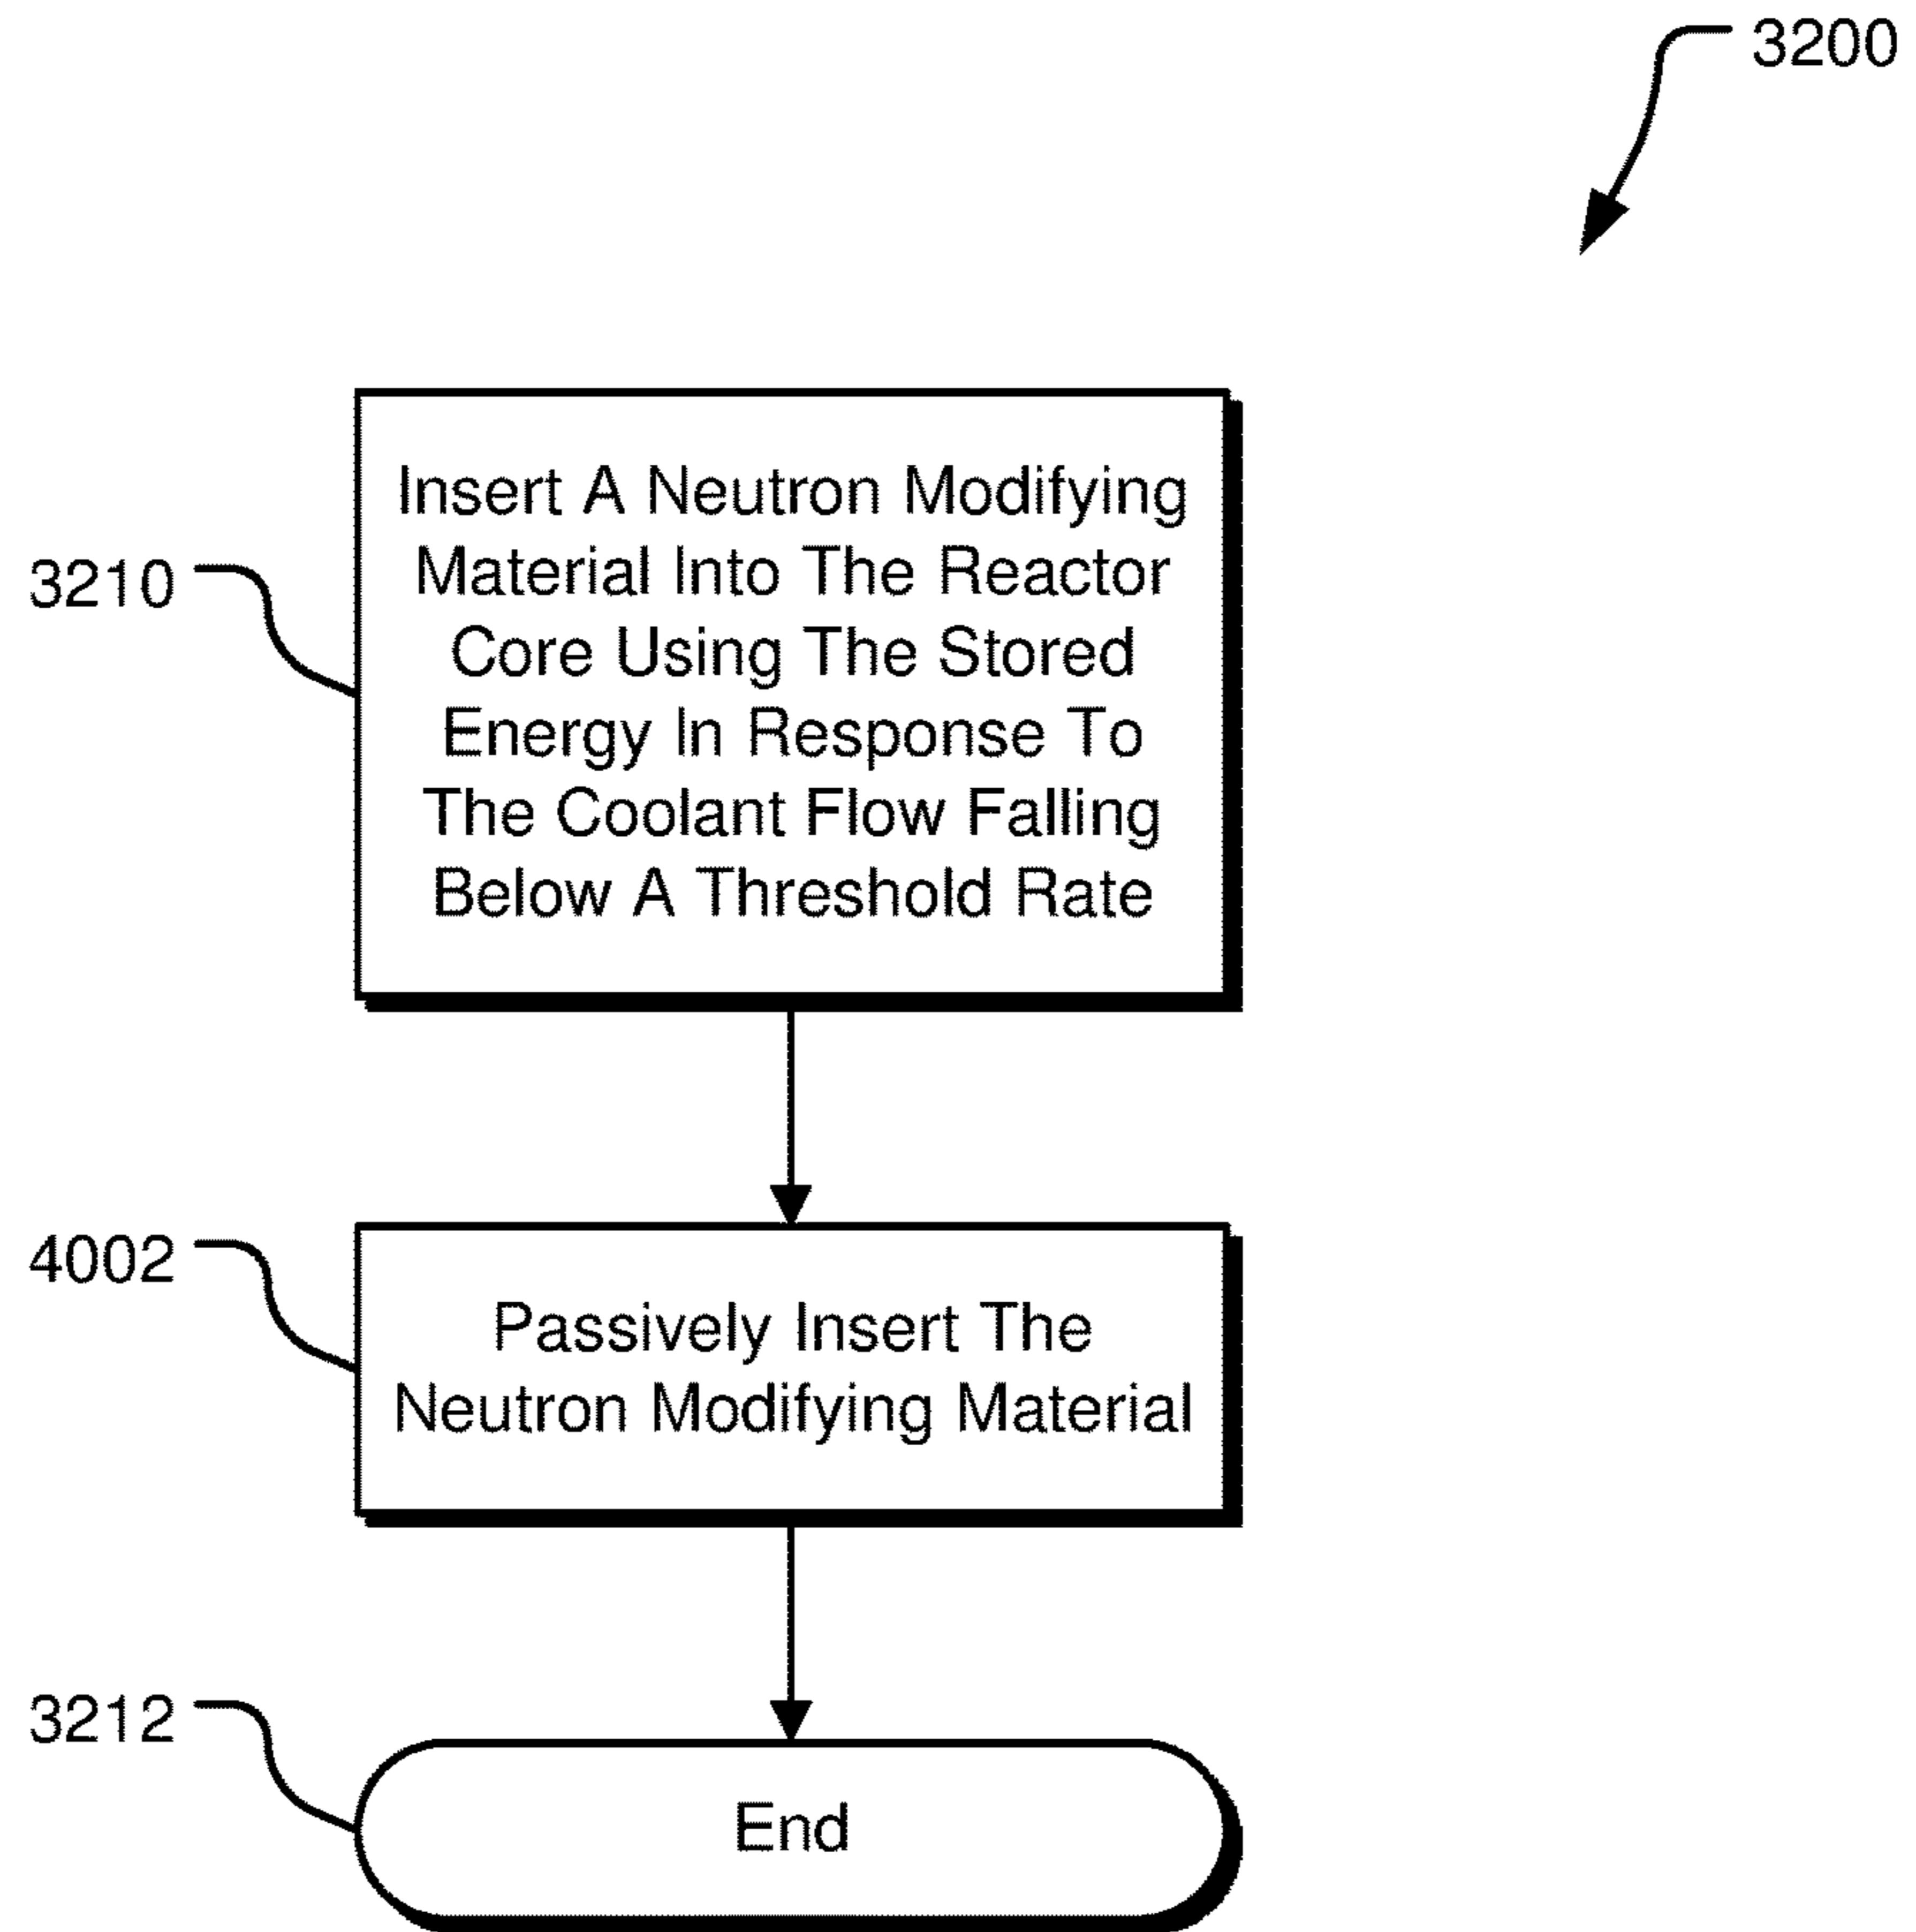 3200
3210
Insert A Neutron Modifying
Material Into The Reactor
Core Using The Stored
Energy In Response To
The Coolant Flow Falling
Below A Threshold Rate
4002
Passively Insert The
Neutron Modifying Material
3212
End